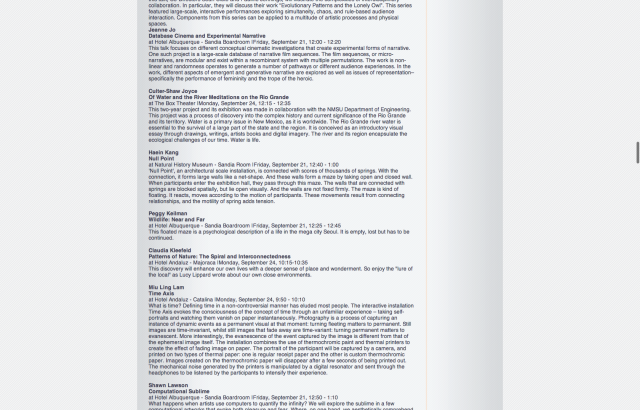 collaboration. In particular, they will discuss their work "Evolutionary Patterns and the Lonely Owl". This series
featured large-scale, interactive performances exploring simultaneity, chaos, and rule-based audience
interaction. Components from this series can be applied to a multitude of artistic processes and physical
spaces.
Jeanne Jo
Database Cinema and Experimental Narrative
at Hotel Albuquerque - Sandia Boardroom |Friday, September 21, 12:00 - 12:20
This talk focuses on different conceptual cinematic investigations that create experimental forms of narrative.
One such project is a large-scale database of narrative film sequences. The film sequences, or micro-
narratives, are modular and exist within a recombinant system with multiple permutations. The work is non-
linear and randomness operates to generate a number of pathways or different audience experiences. In the
work, different aspects of emergent and generative narrative are explored as well as issues of representation–
specifically the performance of femininity and the trope of the heroic.
Culter-Shaw Joyce
Of Water and the River Meditations on the Rio Grande
at The Box Theater |Monday, September 24, 12:15 - 12:35
This two-year project and its exhibition was made in collaboration with the NMSU Department of Engineering.
This project was a process of discovery into the complex history and current significance of the Rio Grande
and its territory. Water is a primary issue in New Mexico, as it is worldwide. The Rio Grande river water is
essential to the survival of a large part of the state and the region. It is conceived as an introductory visual
essay through drawings, writings, artists books and digital imagery. The river and its region encapsulate the
ecological challenges of our time. Water is life.
Haein Kang
Null Point
at Natural History Museum - Sandia Room |Friday, September 21, 12:40 - 1:00
'Null Point', an architectural scale installation, is connected with scores of thousands of springs. With the
connection, it forms large walls like a net-shape. And these walls form a maze by taking open and closed wall.
When participants enter the exhibition hall, they pass through this maze. The walls that are connected with
springs are blocked spatially, but lie open visually. And the walls are not fixed firmly. The maze is kind of
floating. It reacts, moves according to the motion of participants. These movements result from connecting
relationships, and the motility of spring adds tension.
Peggy Keilman
Wildlife: Near and Far
at Hotel Albuquerque - Sandia Boardroom |Friday, September 21, 12:25 - 12:45
This floated maze is a psychological description of a life in the mega city Seoul. It is empty, lost but has to be
continued.
Claudia Kleefeld
Patterns of Nature: The Spiral and Interconnectedness
at Hotel Andaluz - Majoraca |Monday, September 24, 10:15-10:35
This discovery will enhance our own lives with a deeper sense of place and wonderment. So enjoy the "lure of
the local" as Lucy Lippard wrote about our own close environments.
Miu Ling Lam
Time Axis
at Hotel Andaluz - Catalina |Monday, September 24, 9:50 - 10:10
What is time? Defining time in a non-controversial manner has eluded most people. The interactive installation
Time Axis evokes the consciousness of the concept of time through an unfamiliar experience – taking self-
portraits and watching them vanish on paper instantaneously. Photography is a process of capturing an
instance of dynamic events as a permanent visual at that moment: turning fleeting matters to permanent. Still
images are time-invariant, whilst still images that fade away are time-variant: turning permanent matters to
evanescent. More interestingly, the evanescence of the event captured by the image is different from that of
the ephemeral image itself. The installation combines the use of thermochromic paint and thermal printers to
create the effect of fading image on paper. The portrait of the participant will be captured by a camera, and
printed on two types of thermal paper: one is regular receipt paper and the other is custom thermochromic
paper. Images created on the thermochromic paper will disappear after a few seconds of being printed out.
The mechanical noise generated by the printers is manipulated by a digital resonator and sent through the
headphones to be listened by the participants to intensify their experience.
Shawn Lawson
Computational Sublime
at Hotel Albuquerque - Sandia Boardroom |Friday, September 21, 12:50 - 1:10
What happens when artists use computers to quantify the infinity? We will explore the sublime in a few